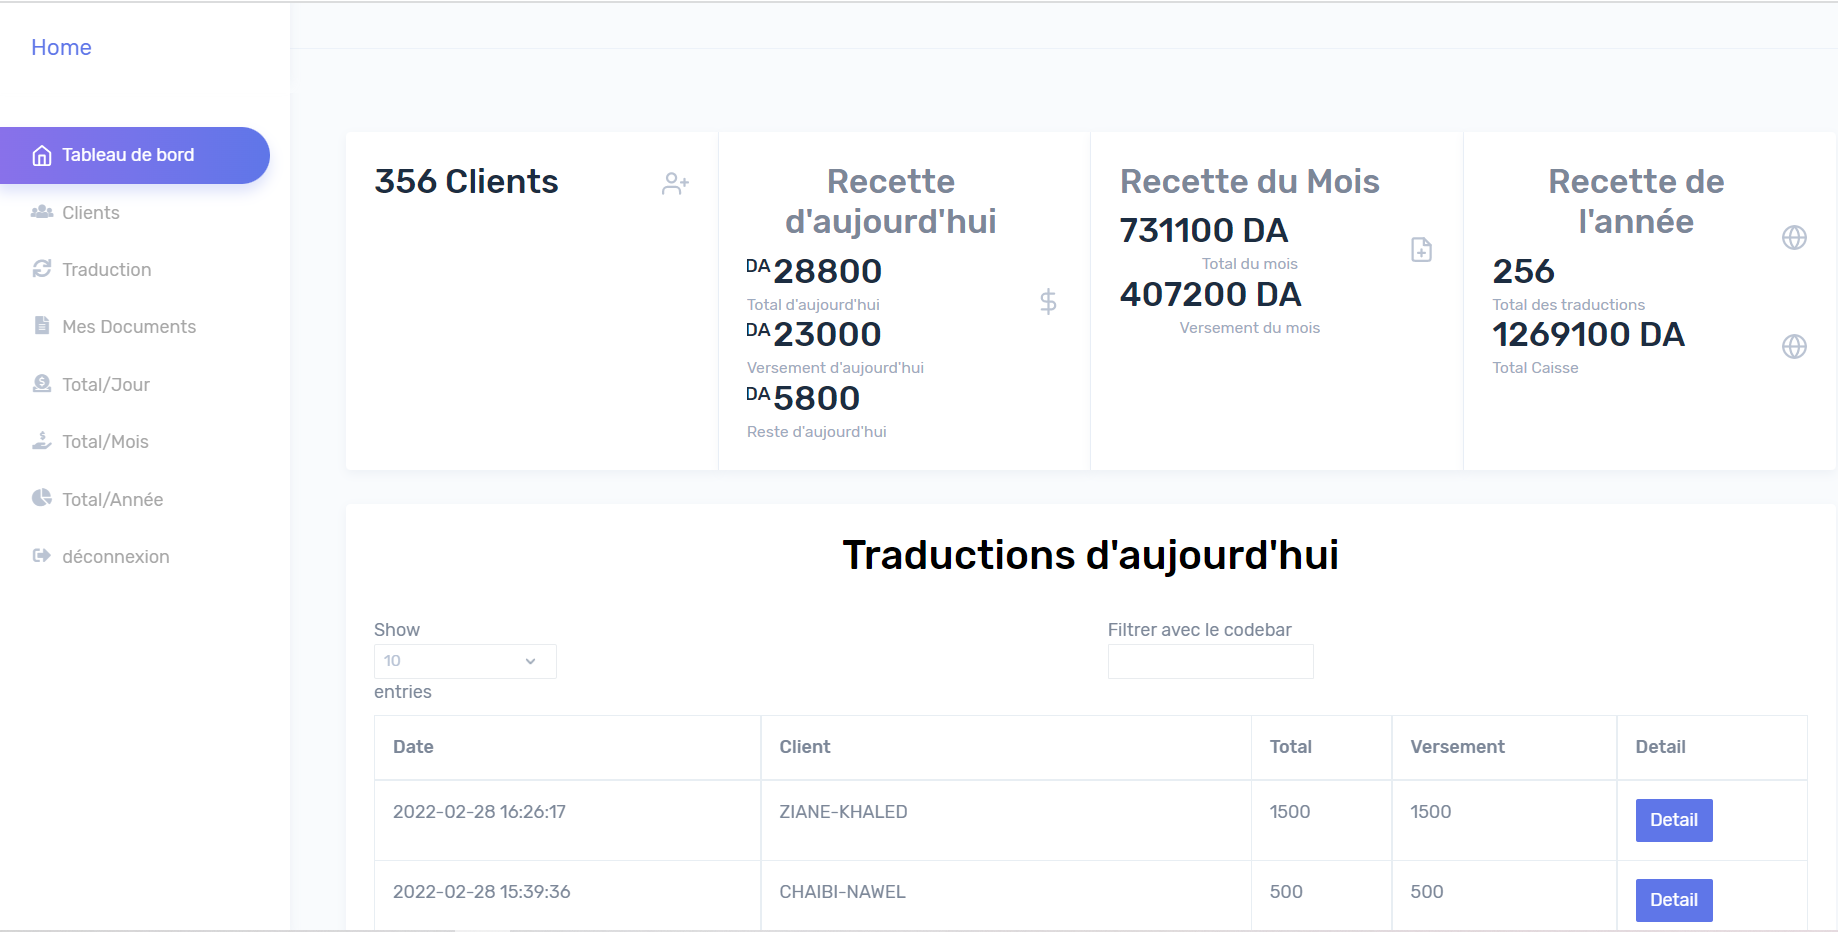 Home
Tableau de bord
Clients
Traduction
Mes Documents
Total/Jour
Total/Mois
Total/Année
déconnexion
356 Clients
Recette
d'aujourd'hui
DA 28800
Total d'aujourd'hui
DA 23000
Versement d'aujourd'hui
DA 5800
Reste d'aujourd'hui
Recette du Mois
731100 DA
Total du mois
407200 DA
Versement du mois
Recette de
l'année
256
Total des traductions
1269100 DA
Total Caisse
Traductions d'aujourd'hui
Show
10
entries
Filtrer avec le codebar
Date Client Total Versement Detail
2022-02-28 16:26:17 ZIANE-KHALED 1500 1500 Detail
2022-02-28 15:39:36 CHAIBI-NAWEL 500 500 Detail